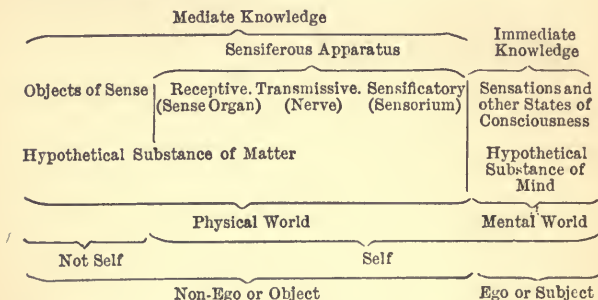 Mediate Knowledge
Immediate
Knowledge
Sensiferous Apparatus
Objects of Sense Receptive. Transmissive. Sensificatory Sensations and
(Sense Organ) (Nerve) (Sensorium) other States of
Consciousness
Hypothetical Substance of Matter Hypothetical
Substance of
Mind
Physical World Mental World
Not Self Self
Non-Ego or Object Ego or Subject